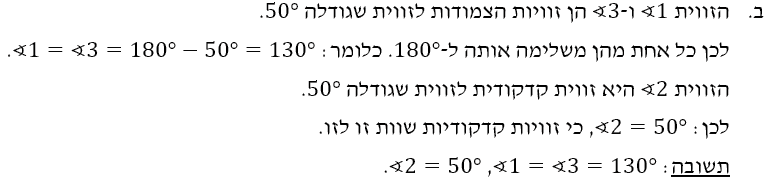 ב. הזווית ∢1 ו-∢3 הן זוויות הצמודות לזווית שגודלה 50°.
לכן כל אחת מהן משלימה אותה ל-180°. כלומר: ∢1 = ∢3 = 180° − 50° = 130°.
הזווית ∢2 היא זווית קדקודית לזווית שגודלה 50°.
לכן: ∢2 = 50°, כי זוויות קדקודיות שוות זו לזו.
תשובה: ∢1 = ∢3 = 130°, ∢2 = 50°.